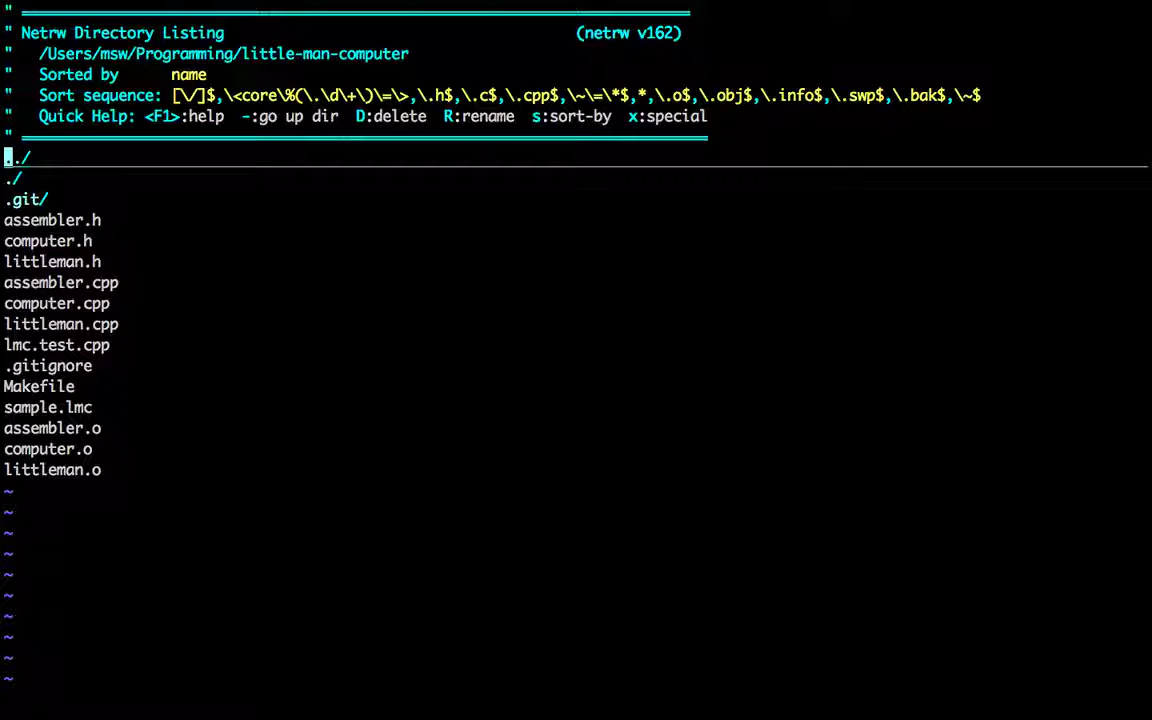 " ============================================================================
" Netrw Directory Listing                                        (netrw v162)
"   /Users/msw/Programming/little-man-computer
"   Sorted by      name
"   Sort sequence: [\/]$,\<core\%(\.\d\+\)\=\>,\.h$,\.c$,\.cpp$,\~\=\*$,*,\.o$,\.obj$,\.info$,\.swp$,\.bak$,\~$
"   Quick Help: <F1>:help  -:go up dir  D:delete  R:rename  s:sort-by  x:special
" ==============================================================================
../
./
.git/
assembler.h
computer.h
littleman.h
assembler.cpp
computer.cpp
littleman.cpp
lmc.test.cpp
.gitignore
Makefile
sample.lmc
assembler.o
computer.o
littleman.o
~
~
~
~
~
~
~
~
~
~